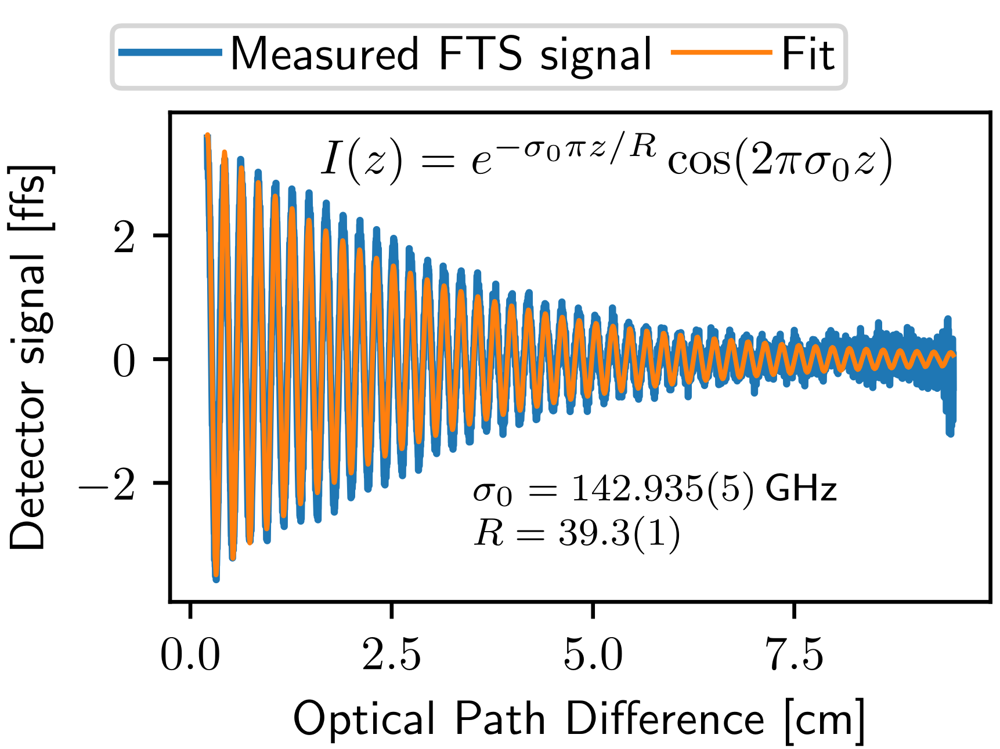 Measured FTS signal Fit
I(z) = e^{−σ₀πz/R} cos(2πσ₀z)
Detector signal [ffs]
2
0
−2
σ₀ = 142.935(5) GHz
R = 39.3(1)
0.0 2.5 5.0 7.5
Optical Path Difference [cm]